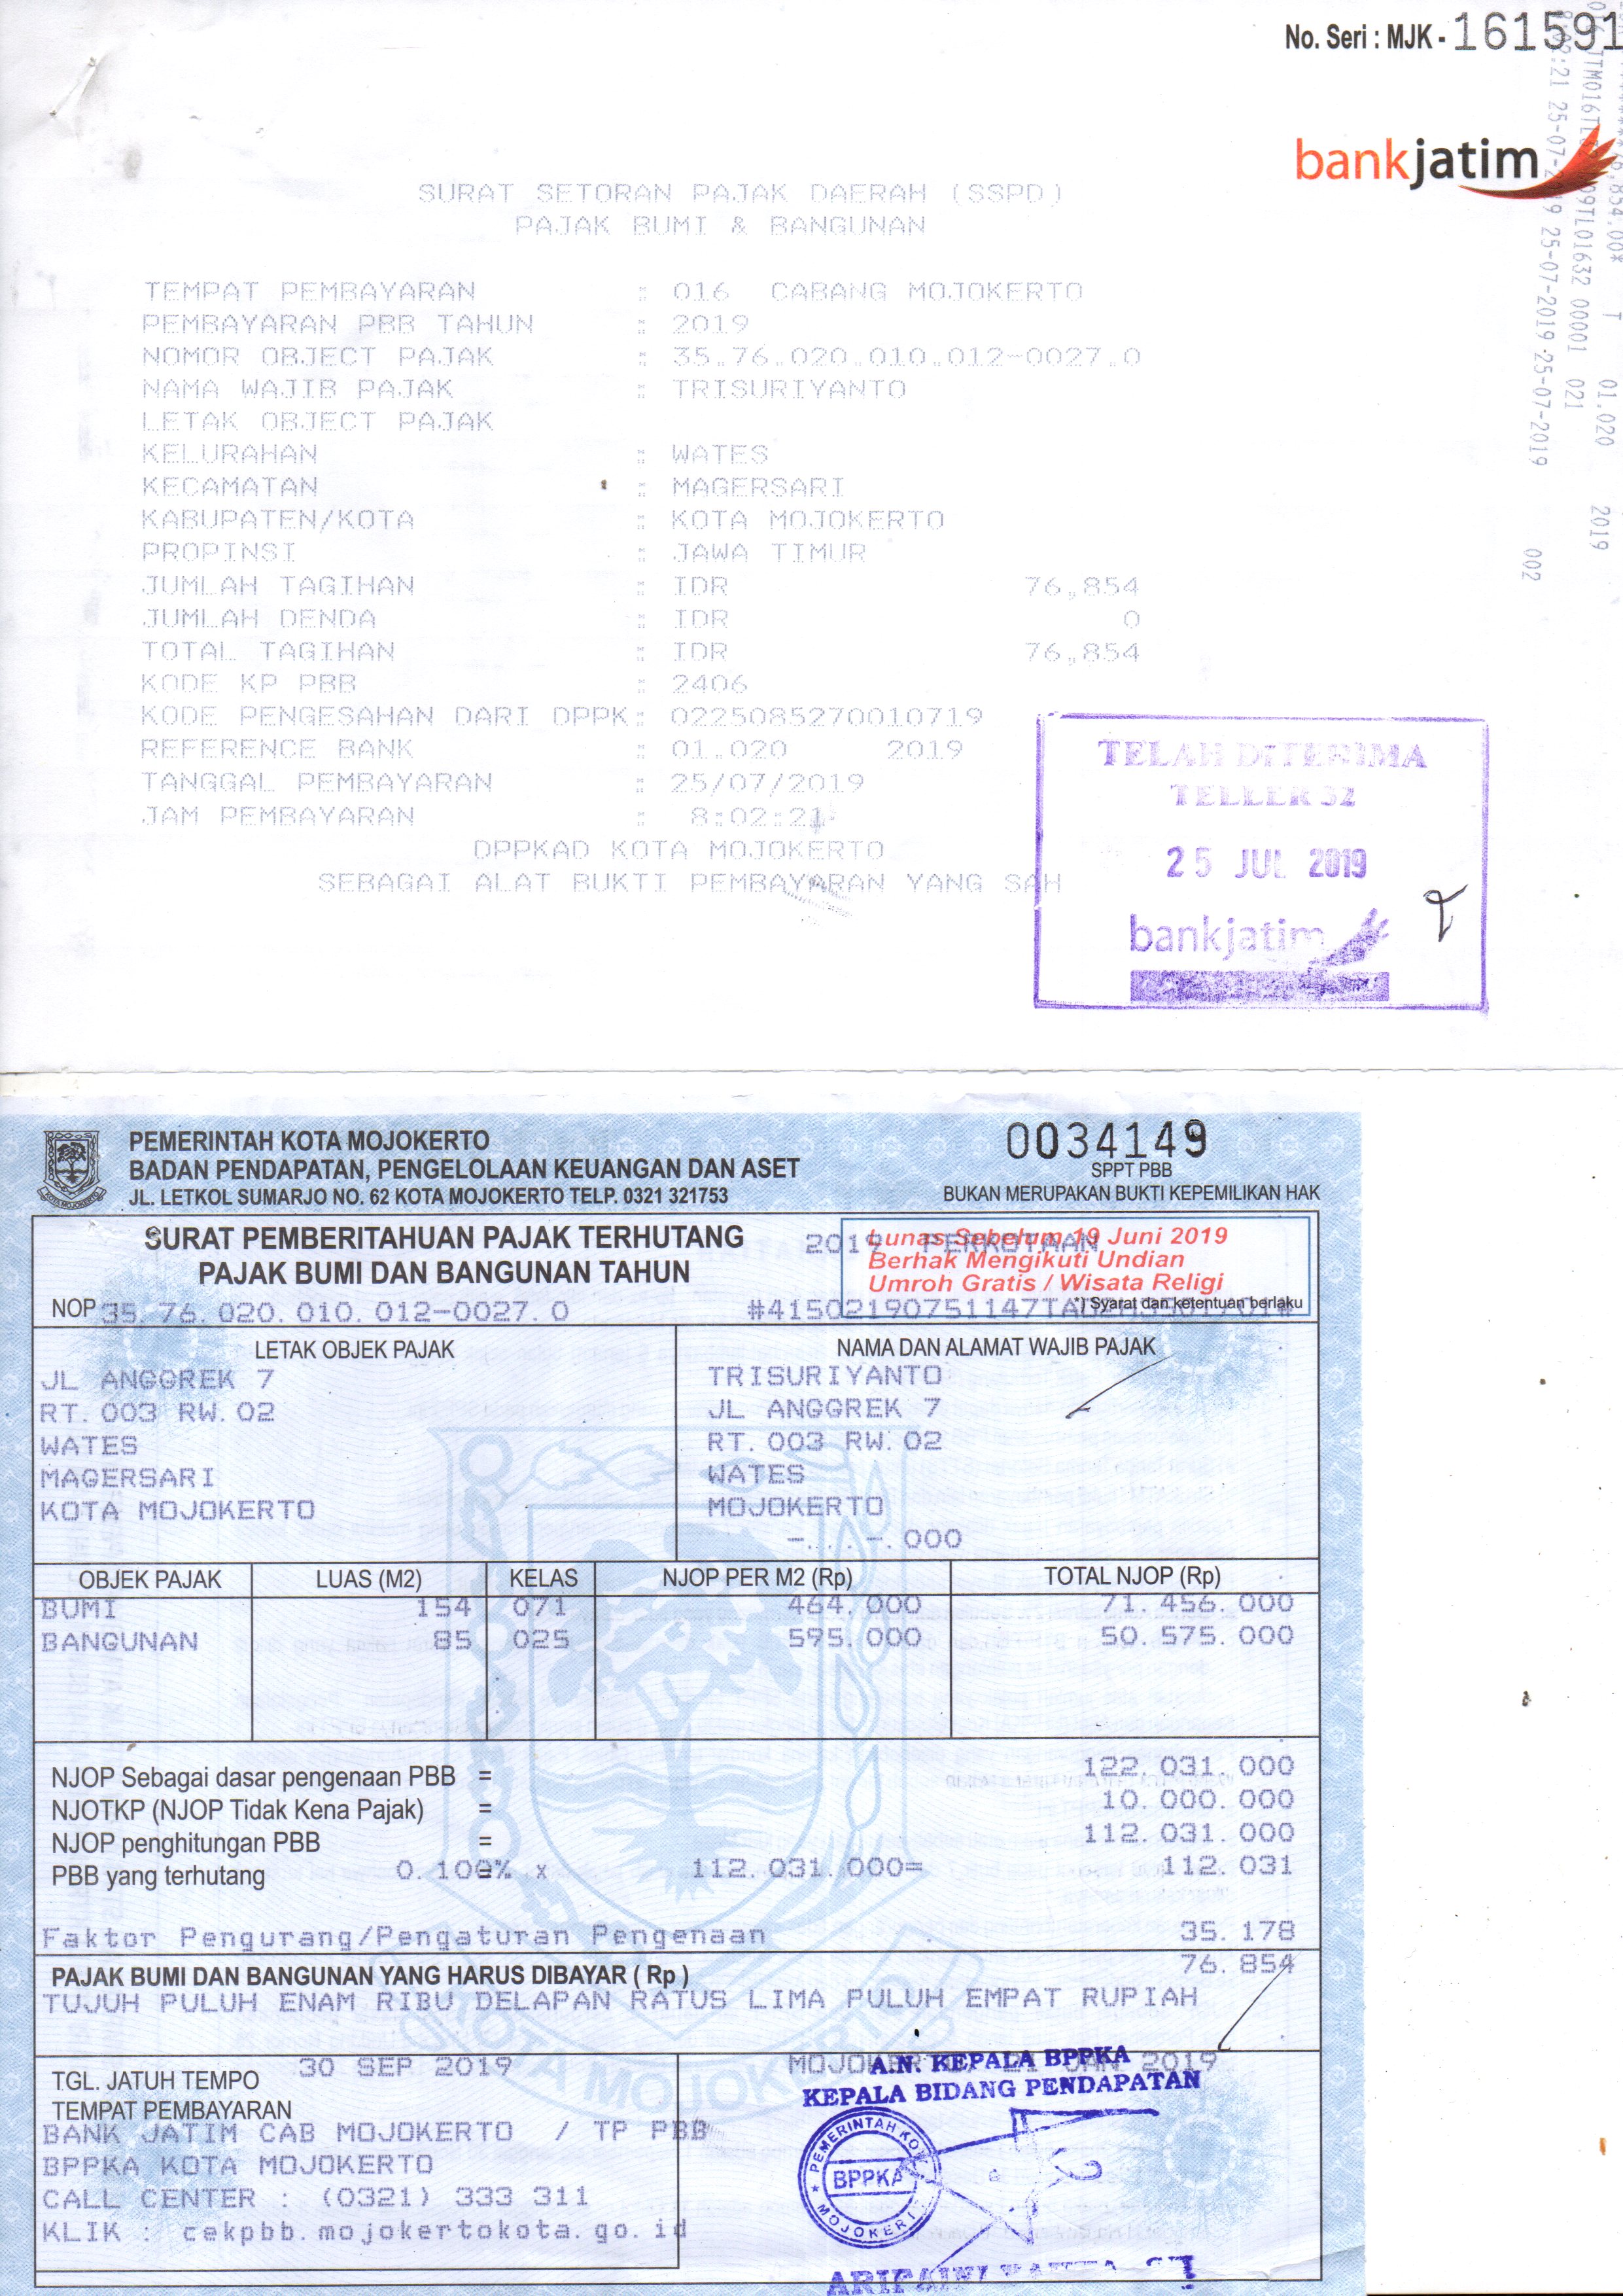 No. Seri : MJK - 161591
bankjatim
SURAT SETORAN PAJAK DAERAH (SSPD)
PAJAK BUMI & BANGUNAN
TEMPAT PEMBAYARAN : 016 CABANG MOJOKERTO
PEMBAYARAN PBB TAHUN : 2019
NOMOR OBJECT PAJAK : 35.76.020.010.012-0027.0
NAMA WAJIB PAJAK : TRISURIYANTO
LETAK OBJECT PAJAK
KELURAHAN : WATES
KECAMATAN : MAGERSARI
KABUPATEN/KOTA : KOTA MOJOKERTO
PROPINSI : JAWA TIMUR
JUMLAH TAGIHAN : IDR 76,854
JUMLAH DENDA : IDR 0
TOTAL TAGIHAN : IDR 76,854
KODE KP PBB : 2406
KODE PENGESAHAN DARI DPPK: 0225085270010719
REFERENCE BANK : 01.020 2019
TANGGAL PEMBAYARAN : 25/07/2019
JAM PEMBAYARAN : 8:02:21
DPPKAD KOTA MOJOKERTO
SEBAGAI ALAT BUKTI PEMBAYARAN YANG SAH
TELAH DITERIMA
TELLER 32
25 JUL 2019
bankjatim
01.020 2019
00001 021
25-07-2019 25-07-2019 002
PEMERINTAH KOTA MOJOKERTO
BADAN PENDAPATAN, PENGELOLAAN KEUANGAN DAN ASET
JL. LETKOL SUMARJO NO. 62 KOTA MOJOKERTO TELP. 0321 321753
0034149
SPPT PBB
BUKAN MERUPAKAN BUKTI KEPEMILIKAN HAK
SURAT PEMBERITAHUAN PAJAK TERHUTANG
PAJAK BUMI DAN BANGUNAN TAHUN
2019 PERKOTAAN
Lunas Sebelum 19 Juni 2019
Berhak Mengikuti Undian
Umroh Gratis / Wisata Religi
*) Syarat dan ketentuan berlaku
NOP 35. 76. 020. 010. 012-0027. 0
LETAK OBJEK PAJAK
JL ANGGREK 7
RT. 003 RW. 02
WATES
MAGERSARI
KOTA MOJOKERTO
NAMA DAN ALAMAT WAJIB PAJAK
TRISURIYANTO
JL ANGGREK 7
RT. 003 RW. 02
WATES
MOJOKERTO
-. . . . -. 000
OBJEK PAJAK LUAS (M2) KELAS NJOP PER M2 (Rp) TOTAL NJOP (Rp)
BUMI 154 071 464. 000 71. 456. 000
BANGUNAN 85 025 595. 000 50. 575. 000
NJOP Sebagai dasar pengenaan PBB = 122. 031. 000
NJOTKP (NJOP Tidak Kena Pajak) = 10. 000. 000
NJOP penghitungan PBB = 112. 031. 000
PBB yang terhutang = 0. 100% x 112. 031. 000= 112. 031
Faktor Pengurang/Pengaturan Pengenaan 35. 178
PAJAK BUMI DAN BANGUNAN YANG HARUS DIBAYAR ( Rp ) 76. 854
TUJUH PULUH ENAM RIBU DELAPAN RATUS LIMA PULUH EMPAT RUPIAH
TGL. JATUH TEMPO 30 SEP 2019
TEMPAT PEMBAYARAN
BANK JATIM CAB MOJOKERTO / TP PBB
BPPKA KOTA MOJOKERTO
CALL CENTER : (0321) 333 311
KLIK : cekpbb.mojokertokota.go.id
MOJOKERTO, 21 JAN 2019
A.N. KEPALA BPPKA
KEPALA BIDANG PENDAPATAN
PEMERINTAH KOTA
BPPKA
MOJOKERTO
KOTA MOJOKERTO